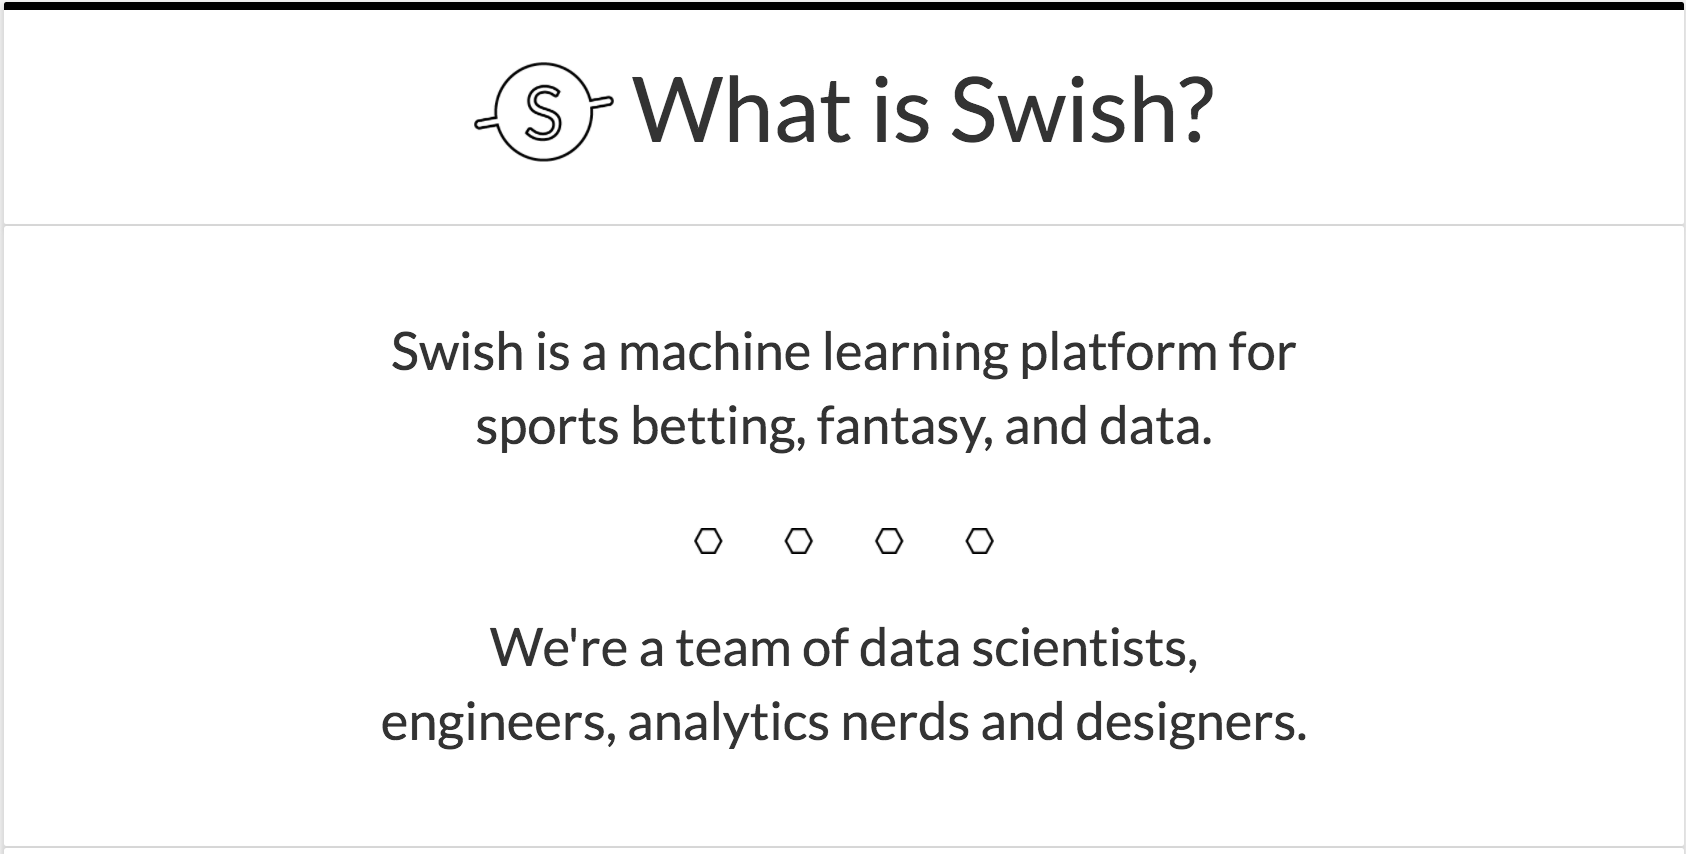 S What is Swish?
Swish is a machine learning platform for
sports betting, fantasy, and data.
We're a team of data scientists,
engineers, analytics nerds and designers.